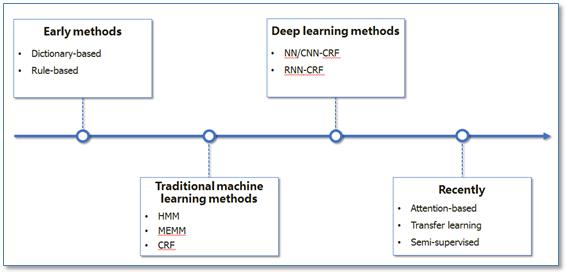 Early methods
• Dictionary-based
• Rule-based
Traditional machine
learning methods
• HMM
• MEMM
• CRF
Deep learning methods
• NN/CNN-CRF
• RNN-CRF
Recently
• Attention-based
• Transfer learning
• Semi-supervised